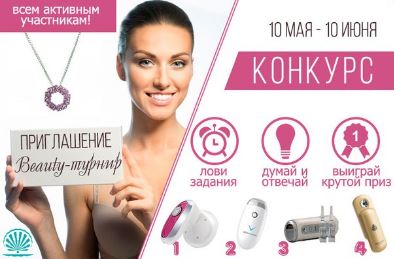 всем активным
участникам!
ПРИГЛАШЕНИЕ
Beauty-турнир
10 МАЯ - 10 ИЮНЯ
КОНКУРС
лови
задания
думай и
отвечай
1
выиграй
крутой приз
1
2
3
4